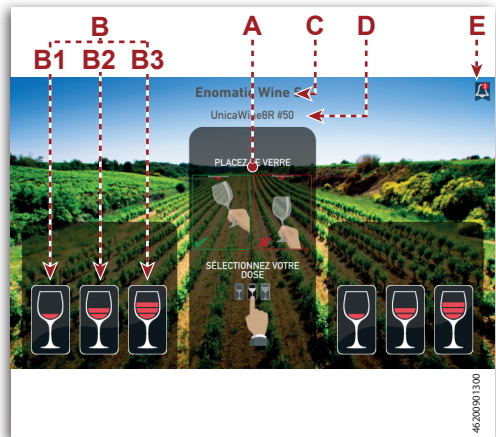 B A C D E
B1 B2 B3
Enomatic Wine S
UnicaWine8R #50
PLACEZ LE VERRE
SÉLECTIONNEZ VOTRE
DOSE
46200901300